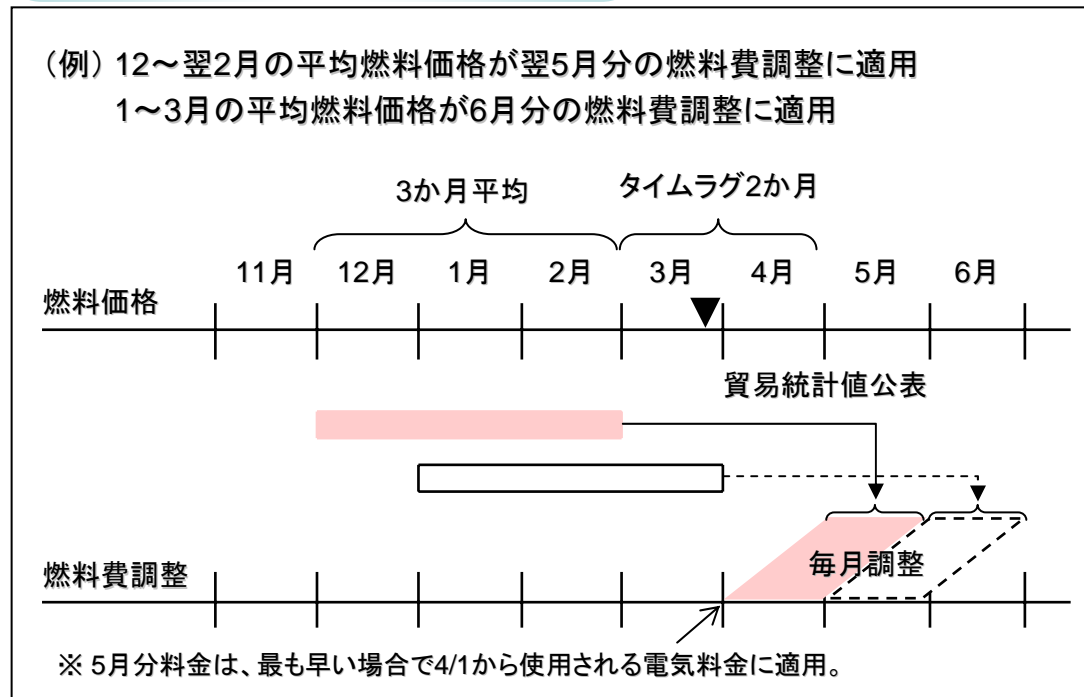 （例）12～翌2月の平均燃料価格が翌5月分の燃料費調整に適用
1～3月の平均燃料価格が6月分の燃料費調整に適用
3か月平均
タイムラグ2か月
11月
12月
1月
2月
3月
4月
5月
6月
燃料価格
貿易統計値公表
毎月調整
燃料費調整
※ 5月分料金は、最も早い場合で4/1から使用される電気料金に適用。